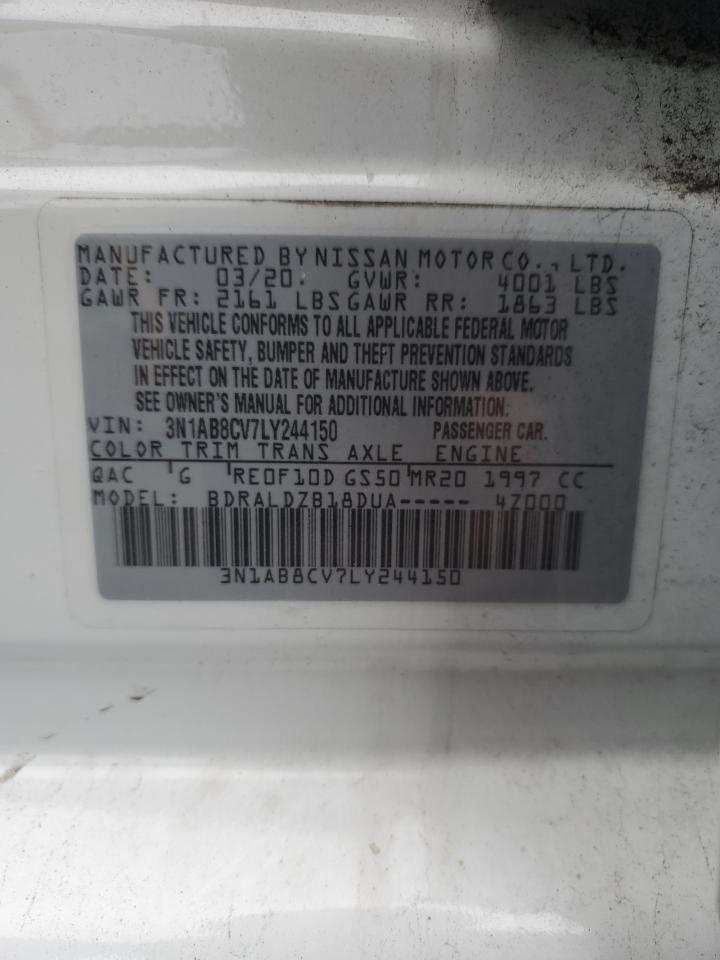 MANUFACTURED BY NISSAN MOTOR CO., LTD.
DATE: 03/20. GVWR: 4001 LBS
GAWR FR: 2161 LBS GAWR RR: 1863 LBS
THIS VEHICLE CONFORMS TO ALL APPLICABLE FEDERAL MOTOR
VEHICLE SAFETY, BUMPER AND THEFT PREVENTION STANDARDS
IN EFFECT ON THE DATE OF MANUFACTURE SHOWN ABOVE.
SEE OWNER'S MANUAL FOR ADDITIONAL INFORMATION.
VIN: 3N1AB8CV7LY244150 PASSENGER CAR.
COLOR TRIM TRANS AXLE ENGINE
QAC G RE0F10D GS50 MR20 1997 CC
MODEL: BDRALDZB18DUA----- 4Z000
3N1AB8CV7LY244150